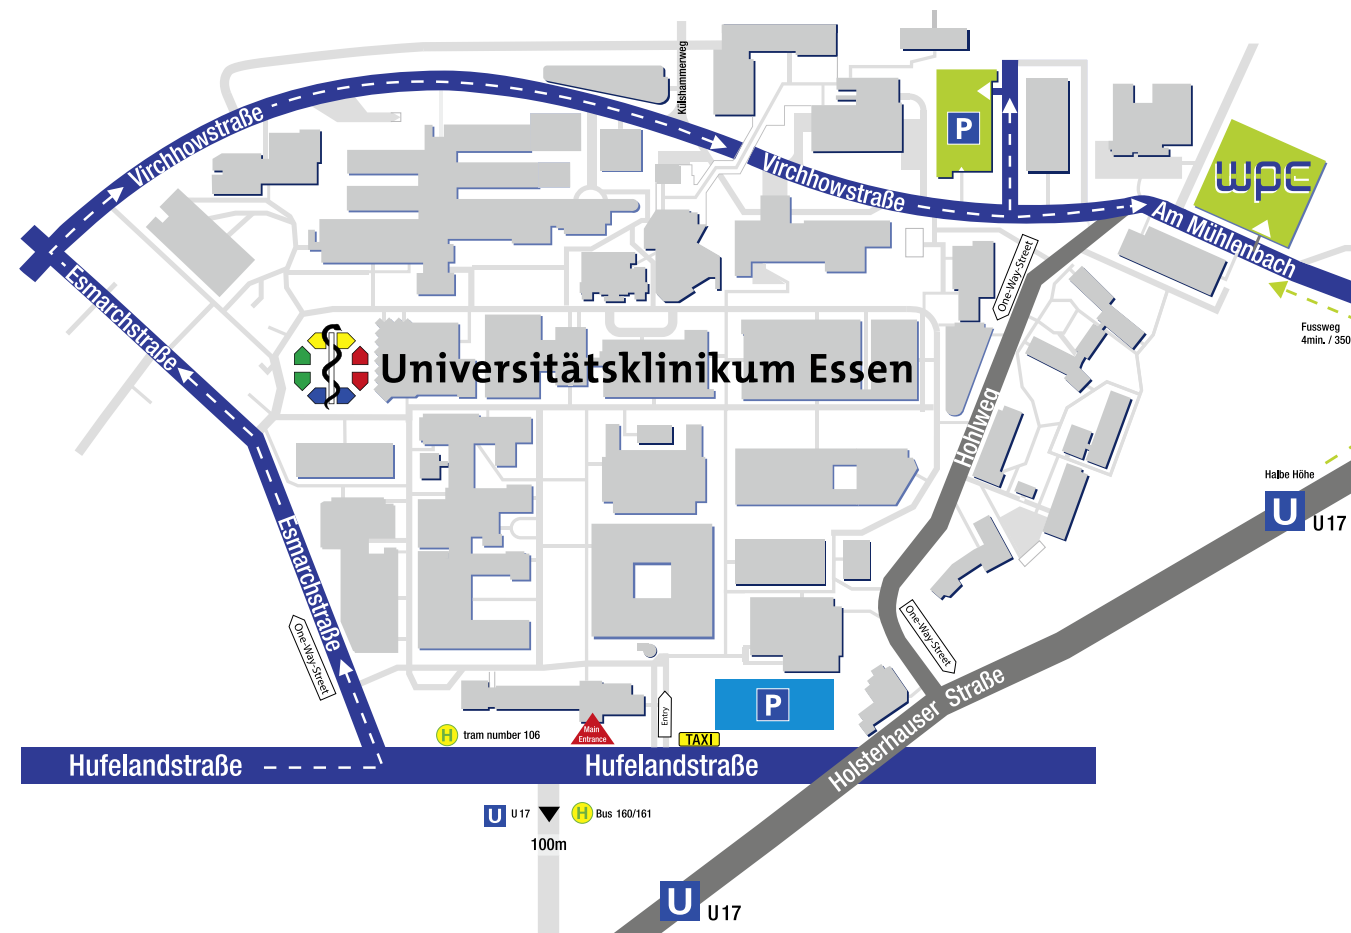 Külshammerweg
Virchhowstraße
P
Virchhowstraße
wpe
Am Mühlenbach
One-Way-Street
Esmarchstraße
Fussweg
4min. / 350
Universitätsklinikum Essen
Hohlweg
Halbe Höhe
U
U17
Esmarchstraße
One-Way-Street
One-Way-Street
Holsterhauser Straße
P
Entry
H
tram number 106
Main
Entrance
TAXI
Hufelandstraße
Hufelandstraße
U
U17
H
Bus 160/161
100m
U
U17